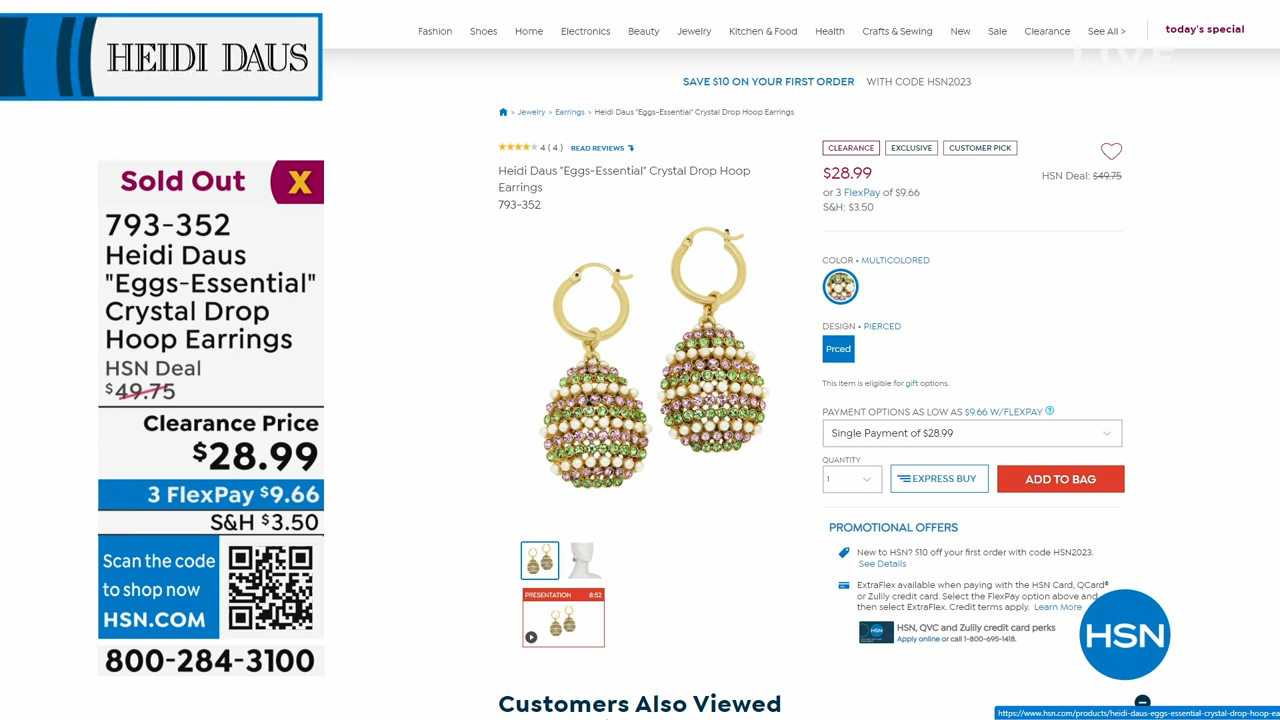 HEIDI DAUS
Sold Out X
793-352
Heidi Daus
"Eggs-Essential"
Crystal Drop
Hoop Earrings
HSN Deal
$49.75
Clearance Price
$28.99
3 FlexPay $9.66
S&H $3.50
Scan the code
to shop now
HSN.COM
800-284-3100
Fashion Shoes Home Electronics Beauty Jewelry Kitchen & Food Health Crafts & Sewing New Sale Clearance See All > today's special
LIVE
SAVE $10 ON YOUR FIRST ORDER WITH CODE HSN2023
> Jewelry > Earrings > Heidi Daus "Eggs-Essential" Crystal Drop Hoop Earrings
4 ( 4 ) READ REVIEWS
Heidi Daus "Eggs-Essential" Crystal Drop Hoop
Earrings
793-352
CLEARANCE EXCLUSIVE CUSTOMER PICK
$28.99 HSN Deal: $49.75
or 3 FlexPay of $9.66
S&H: $3.50
COLOR • MULTICOLORED
DESIGN • PIERCED
Prced
This item is eligible for gift options.
PAYMENT OPTIONS AS LOW AS $9.66 W/FLEXPAY ?
Single Payment of $28.99
QUANTITY
1 EXPRESS BUY ADD TO BAG
PROMOTIONAL OFFERS
New to HSN? $10 off your first order with code HSN2023.
See Details
ExtraFlex available when paying with the HSN Card, QCard®
or Zulily credit card. Select the FlexPay option above and
then select ExtraFlex. Credit terms apply. Learn More
HSN, QVC and Zulily credit card perks
Apply online or call 1-800-695-1418.
PRESENTATION 8:52
HSN
Customers Also Viewed
https://www.hsn.com/products/heidi-daus-eggs-essential-crystal-drop-hoop-ea